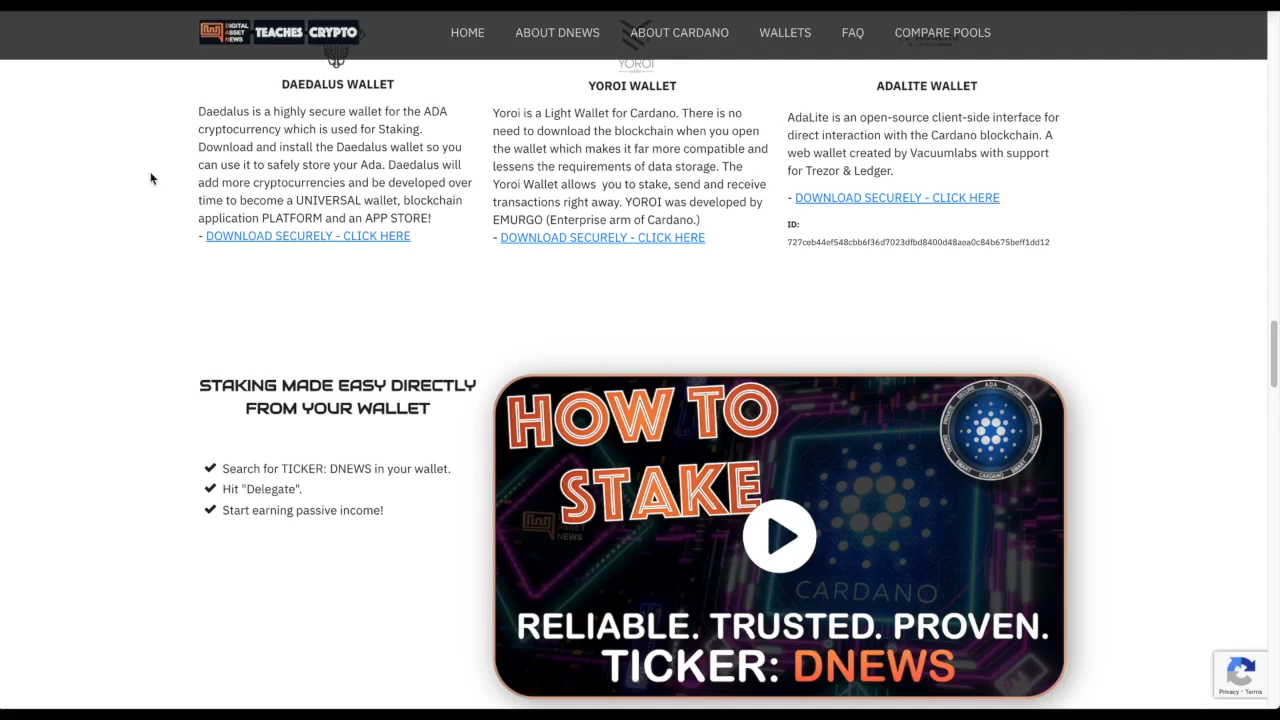 DIGITAL
ASSET
NEWS
TEACHES CRYPTO
HOME
ABOUT DNEWS
ABOUT CARDANO
WALLETS
FAQ
COMPARE POOLS
DAEDALUS WALLET
Daedalus is a highly secure wallet for the ADA
cryptocurrency which is used for Staking.
Download and install the Daedalus wallet so you
can use it to safely store your Ada. Daedalus will
add more cryptocurrencies and be developed over
time to become a UNIVERSAL wallet, blockchain
application PLATFORM and an APP STORE!
- DOWNLOAD SECURELY - CLICK HERE
YOROI
YOROI WALLET
Yoroi is a Light Wallet for Cardano. There is no
need to download the blockchain when you open
the wallet which makes it far more compatible and
lessens the requirements of data storage. The
Yoroi Wallet allows  you to stake, send and receive
transactions right away. YOROI was developed by
EMURGO (Enterprise arm of Cardano.)
- DOWNLOAD SECURELY - CLICK HERE
ADALITE WALLET
AdaLite is an open-source client-side interface for
direct interaction with the Cardano blockchain. A
web wallet created by Vacuumlabs with support
for Trezor & Ledger.
- DOWNLOAD SECURELY - CLICK HERE
ID:
727ceb44ef548cbb6f36d7023dfbd8400d48aea0c84b675beff1dd12
STAKING MADE EASY DIRECTLY
FROM YOUR WALLET
Search for TICKER: DNEWS in your wallet.
Hit "Delegate".
Start earning passive income!
HOW TO
STAKE
ASSET
NEWS
CARDANO
RELIABLE. TRUSTED. PROVEN.
TICKER: DNEWS
Privacy - Terms